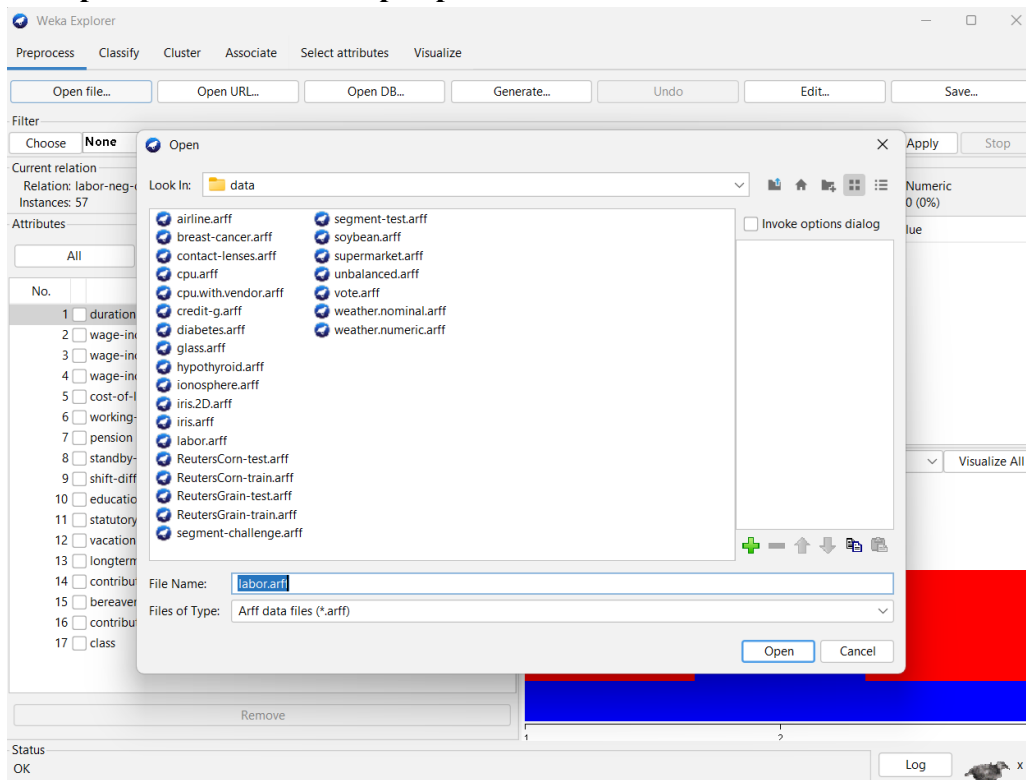 Weka Explorer
Preprocess Classify Cluster Associate Select attributes Visualize
Open file... Open URL... Open DB... Generate... Undo Edit... Save...
Filter
Choose None Apply Stop
Current relation
Relation: labor-neg-
Instances: 57
Numeric
0 (0%)
Attributes
lue
All
No.
1 duration
2 wage-in
3 wage-in
4 wage-in
5 cost-of-l
6 working-
7 pension
8 standby-
9 shift-diff
10 educatio
11 statutory
12 vacation
13 longterm
14 contribu
15 bereave
16 contribu
17 class
Remove
Visualize All
1 2
Status
OK
Log x
Open
Look In: data
airline.arff
breast-cancer.arff
contact-lenses.arff
cpu.arff
cpu.with.vendor.arff
credit-g.arff
diabetes.arff
glass.arff
hypothyroid.arff
ionosphere.arff
iris.2D.arff
iris.arff
labor.arff
ReutersCorn-test.arff
ReutersCorn-train.arff
ReutersGrain-test.arff
ReutersGrain-train.arff
segment-challenge.arff
segment-test.arff
soybean.arff
supermarket.arff
unbalanced.arff
vote.arff
weather.nominal.arff
weather.numeric.arff
Invoke options dialog
File Name: labor.arff
Files of Type: Arff data files (*.arff)
Open Cancel